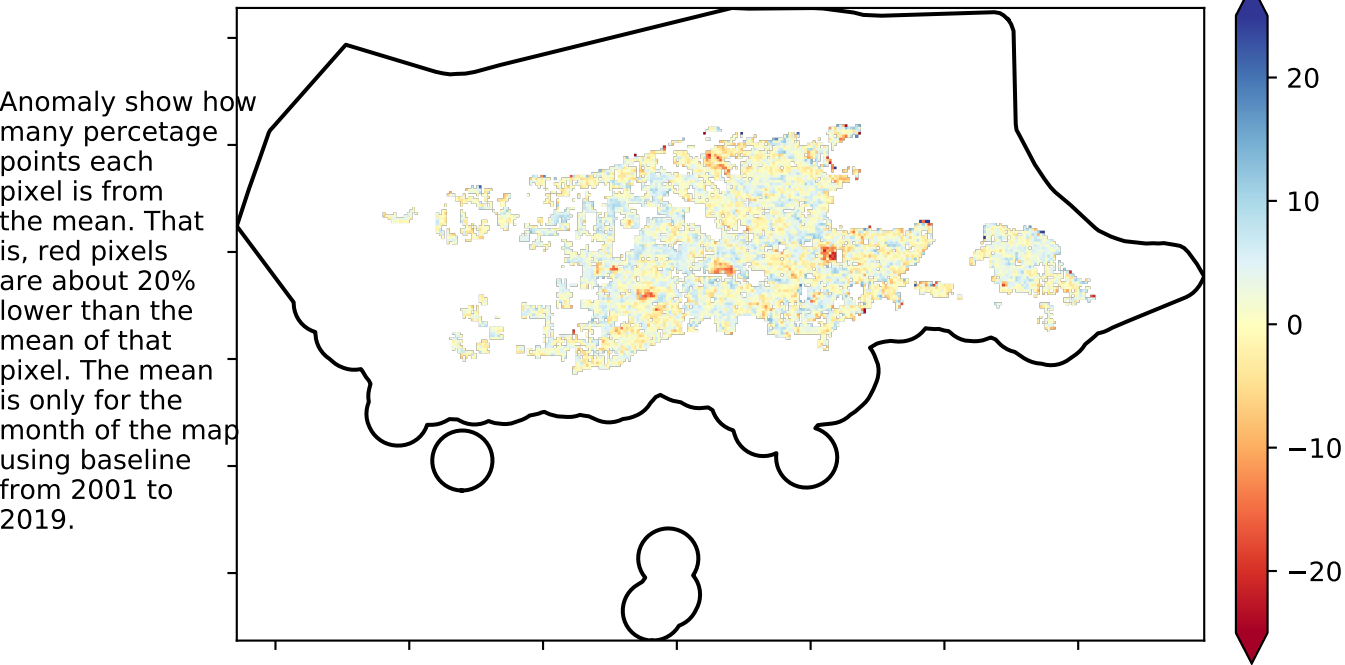 Anomaly show how
many percetage
points each
pixel is from
the mean. That
is, red pixels
are about 20%
lower than the
mean of that
pixel. The mean
is only for the
month of the map
using baseline
from 2001 to
2019.
20
10
0
−10
−20